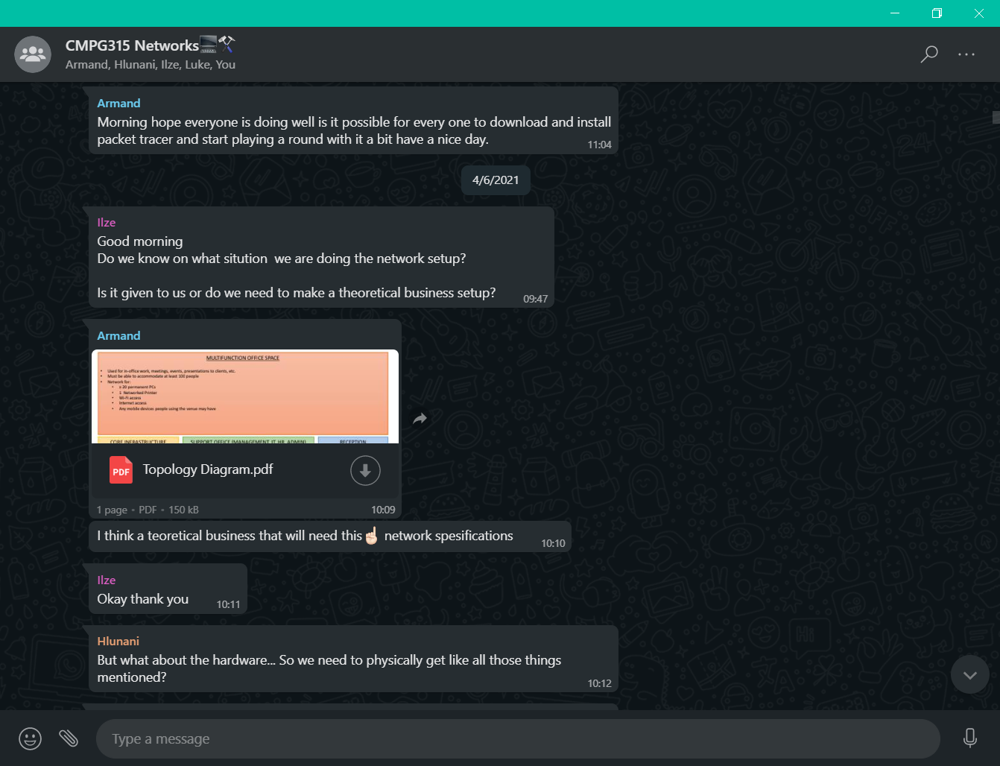 CMPG315 Networks
Armand, Hlunani, Ilze, Luke, You
Armand
Morning hope everyone is doing well is it possible for every one to download and install
packet tracer and start playing a round with it a bit have a nice day.
11:04
4/6/2021
Ilze
Good morning
Do we know on what sitution  we are doing the network setup?
Is it given to us or do we need to make a theoretical business setup?
09:47
Armand
MULTIFUNCTION OFFICE SPACE
• Used for in-office work, meetings, events, presentations to clients, etc.
• Must be able to accommodate at least 100 people
• Network for:
• ± 20 permanent PCs
• 1 Networked Printer
• Wi-Fi access
• Internet access
• Any mobile devices people using the venue may have
CORE INFRASTRUCTURE SUPPORT OFFICE (MANAGEMENT, IT, HR, ADMIN) RECEPTION
PDF Topology Diagram.pdf
1 page • PDF • 150 kB 10:09
I think a teoretical business that will need this☝🏻 network spesifications
10:10
Ilze
Okay thank you
10:11
Hlunani
But what about the hardware... So we need to physically get like all those things
mentioned?
10:12
Type a message